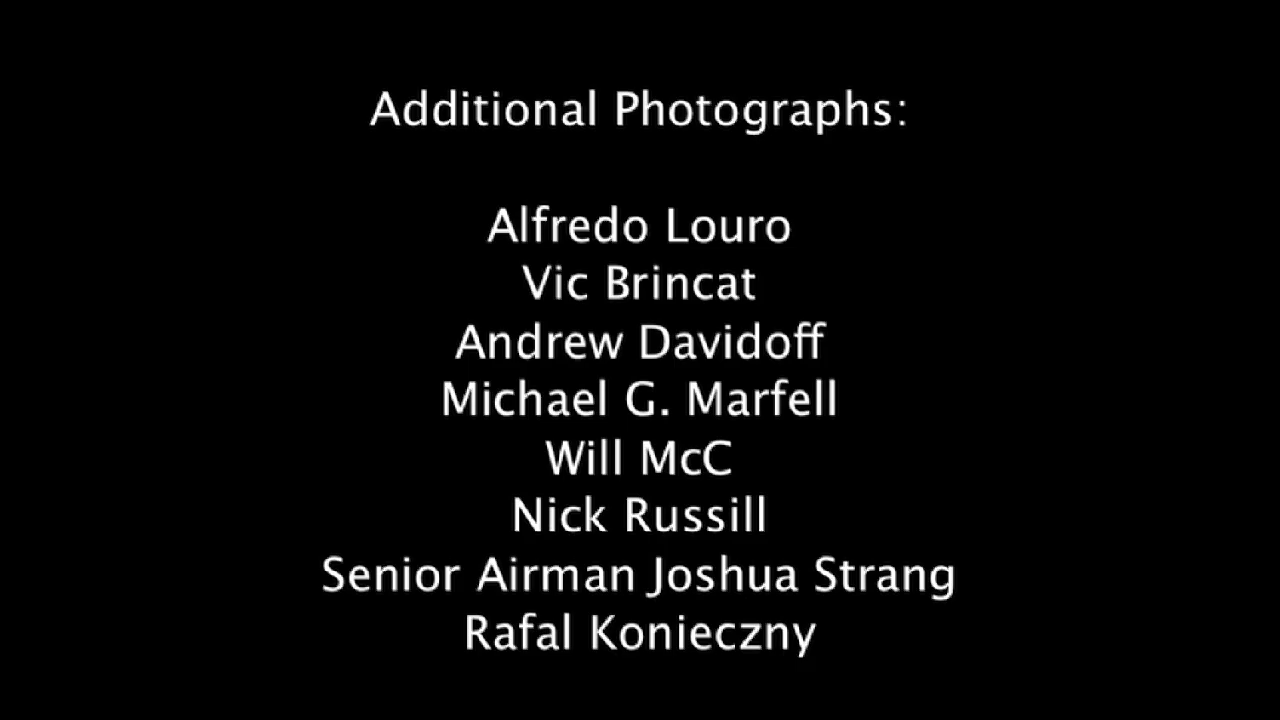 Additional Photographs:
Alfredo Louro
Vic Brincat
Andrew Davidoff
Michael G. Marfell
Will McC
Nick Russill
Senior Airman Joshua Strang
Rafal Konieczny